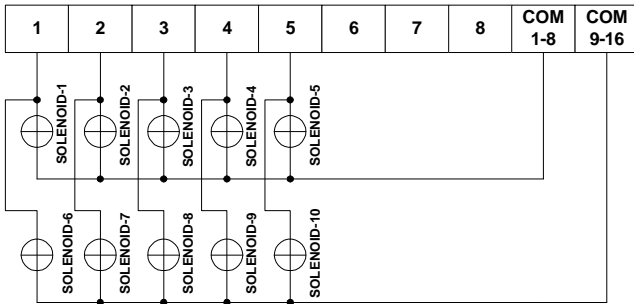 1 2 3 4 5 6 7 8 COM 1-8 COM 9-16
SOLENOID-1
SOLENOID-2
SOLENOID-3
SOLENOID-4
SOLENOID-5
SOLENOID-6
SOLENOID-7
SOLENOID-8
SOLENOID-9
SOLENOID-10